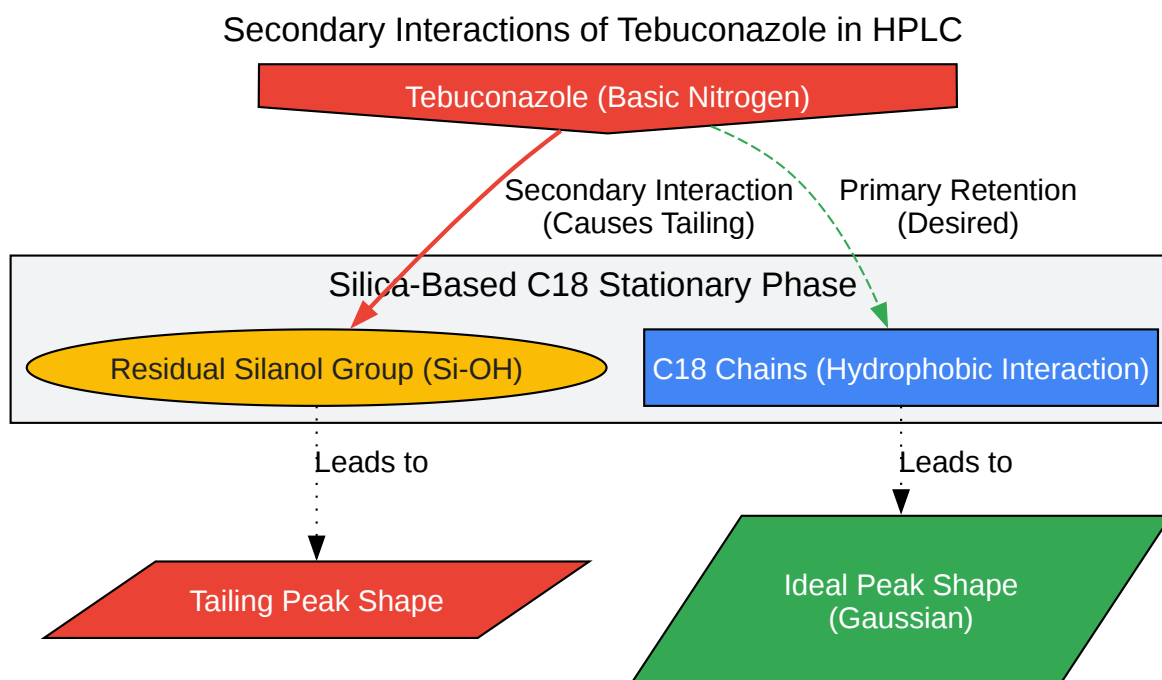 Secondary Interactions of Tebuconazole in HPLC
Tebuconazole (Basic Nitrogen)
Secondary Interaction
(Causes Tailing)
Primary Retention
(Desired)
Silica-Based C18 Stationary Phase
Residual Silanol Group (Si-OH)
C18 Chains (Hydrophobic Interaction)
Leads to
Leads to
Tailing Peak Shape
Ideal Peak Shape
(Gaussian)